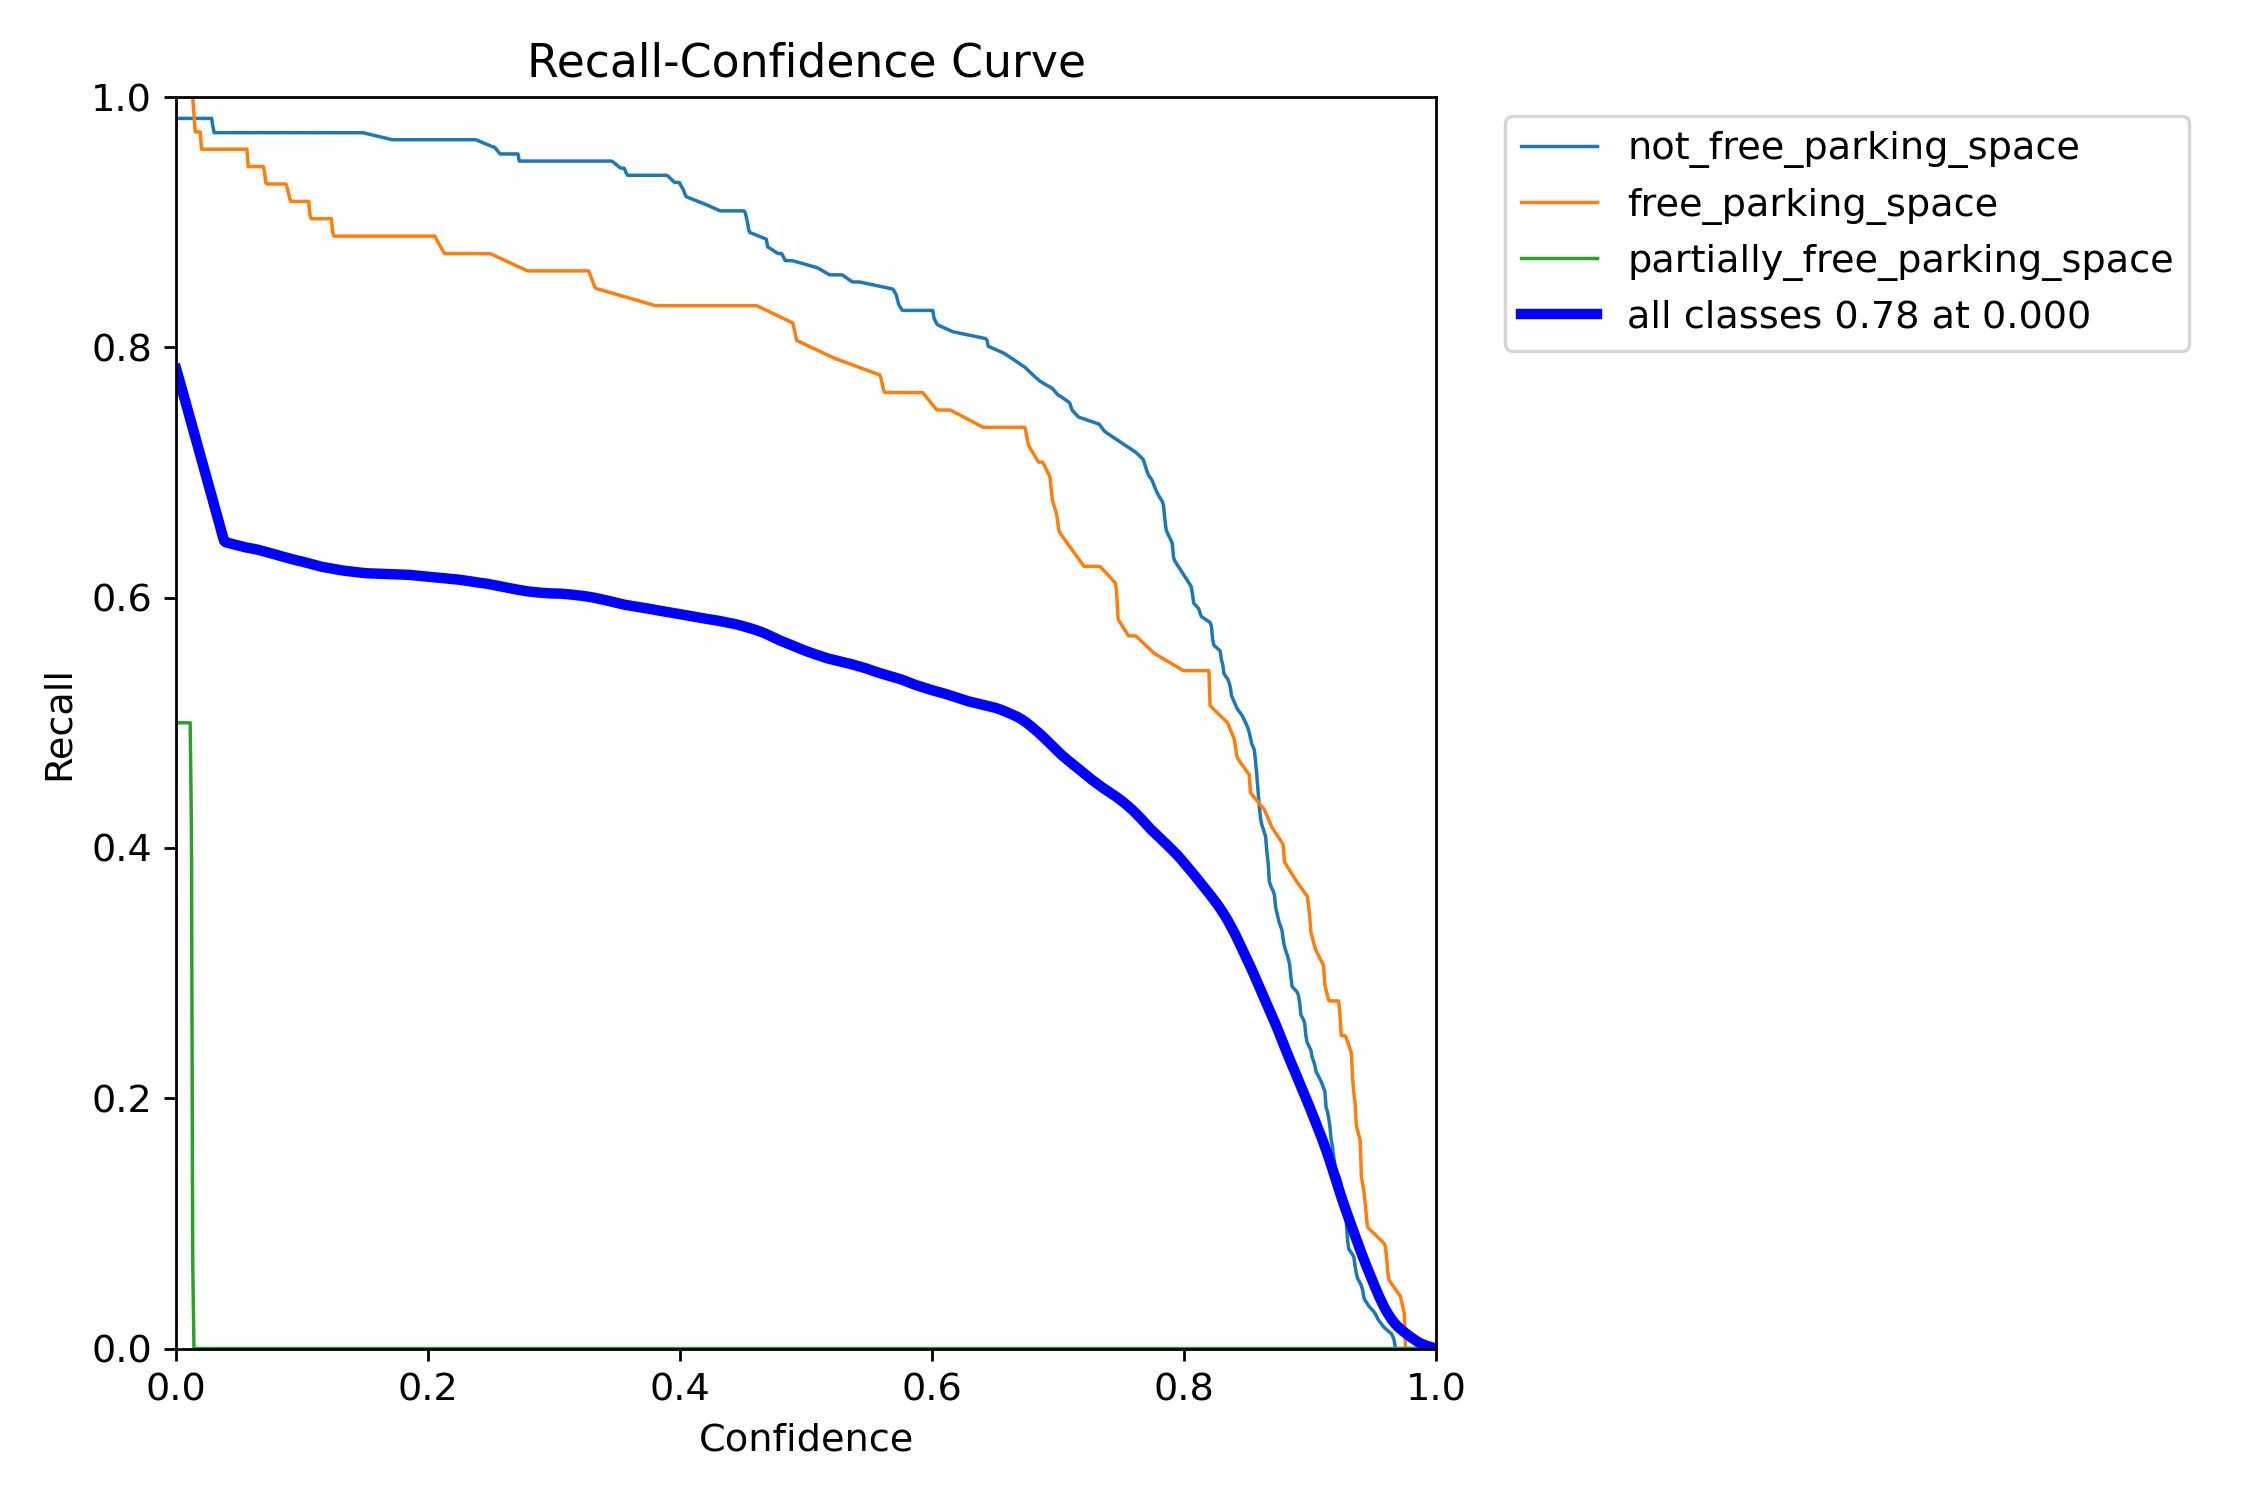 Recall-Confidence Curve
not_free_parking_space
free_parking_space
partially_free_parking_space
all classes 0.78 at 0.000
1.0
0.8
0.6
0.4
0.2
0.0
Recall
0.0 0.2 0.4 0.6 0.8 1.0
Confidence